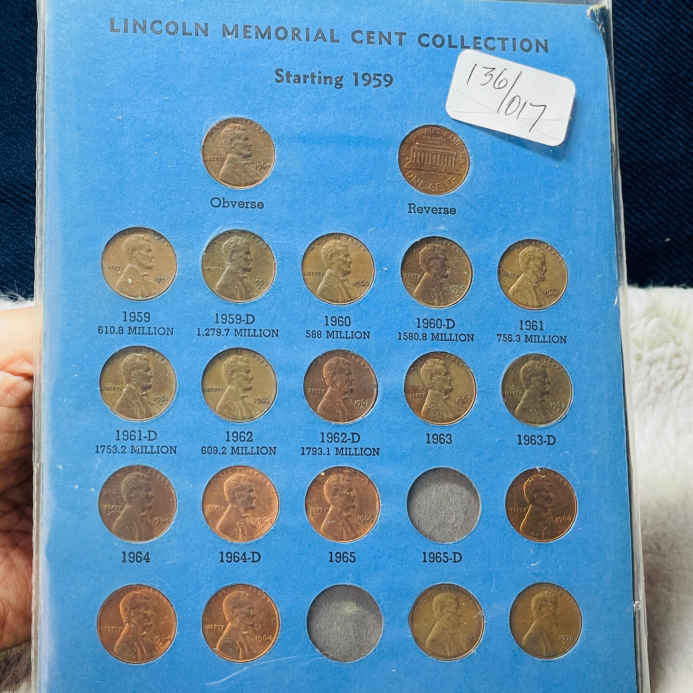 LINCOLN MEMORIAL CENT COLLECTION
Starting 1959
136/017
Obverse Reverse
1959 1959-D 1960 1960-D 1961
610.8 MILLION 1.279.7 MILLION 588 MILLION 1580.8 MILLION 756.3 MILLION
1961-D 1962 1962-D 1963 1963-D
1753.2 MILLION 609.2 MILLION 1793.1 MILLION
1964 1964-D 1965 1965-D